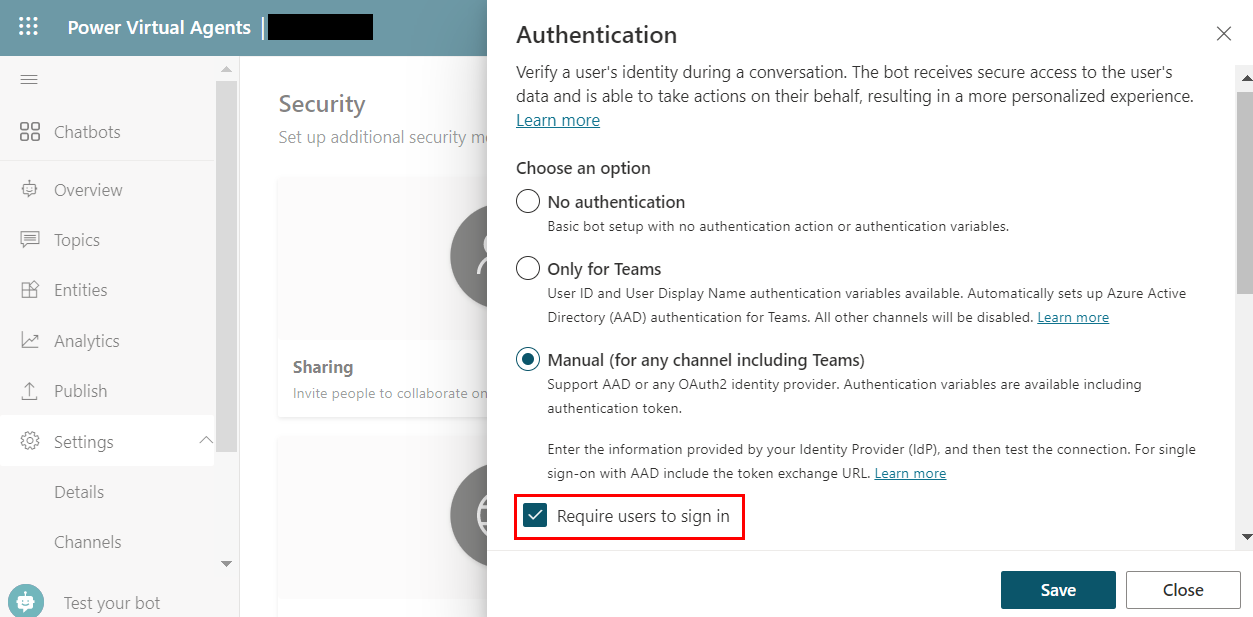 Power Virtual Agents |
Chatbots
Overview
Topics
Entities
Analytics
Publish
Settings
Details
Channels
Test your bot
Security
Set up additional security me
Sharing
Invite people to collaborate on
Authentication
Verify a user's identity during a conversation. The bot receives secure access to the user's
data and is able to take actions on their behalf, resulting in a more personalized experience.
Learn more
Choose an option
No authentication
Basic bot setup with no authentication action or authentication variables.
Only for Teams
User ID and User Display Name authentication variables available. Automatically sets up Azure Active
Directory (AAD) authentication for Teams. All other channels will be disabled. Learn more
Manual (for any channel including Teams)
Support AAD or any OAuth2 identity provider. Authentication variables are available including
authentication token.
Enter the information provided by your Identity Provider (IdP), and then test the connection. For single
sign-on with AAD include the token exchange URL. Learn more
Require users to sign in
Save
Close